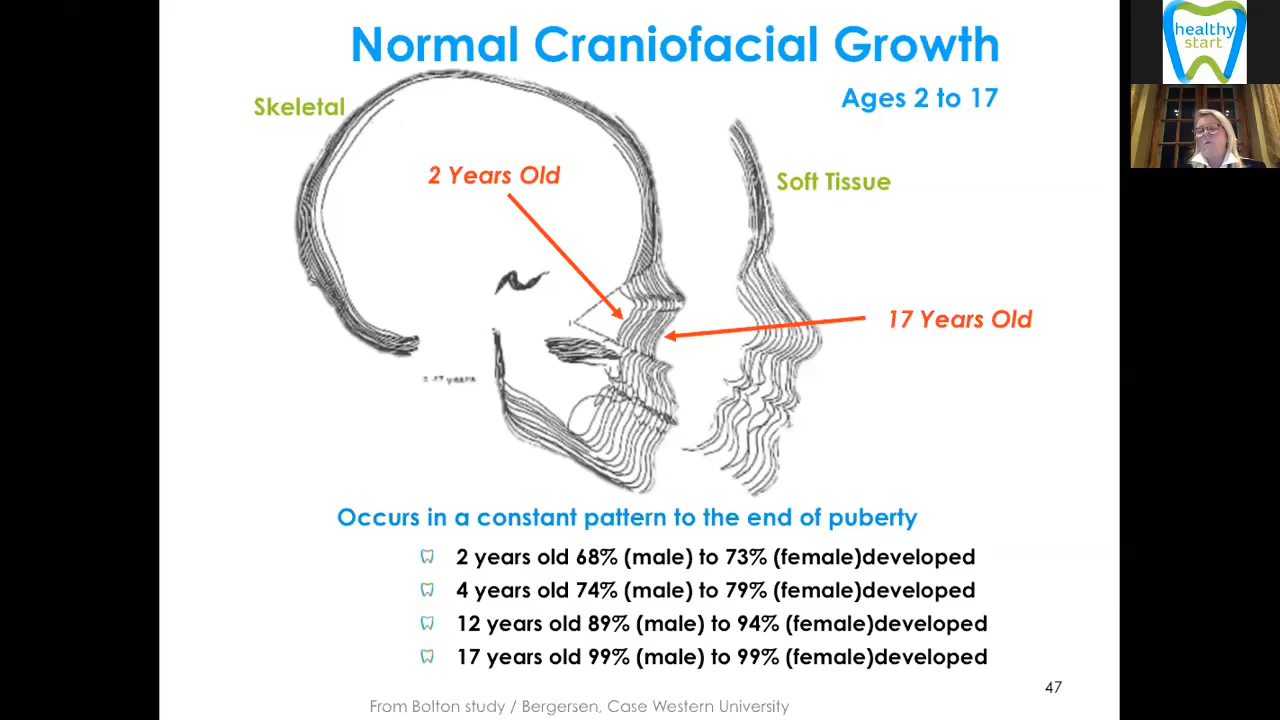 Normal Craniofacial Growth
Ages 2 to 17
Skeletal
2 Years Old
Soft Tissue
17 Years Old
17 years
Occurs in a constant pattern to the end of puberty
2 years old 68% (male) to 73% (female)developed
4 years old 74% (male) to 79% (female)developed
12 years old 89% (male) to 94% (female)developed
17 years old 99% (male) to 99% (female)developed
47
From Bolton study / Bergersen, Case Western University
healthy
start